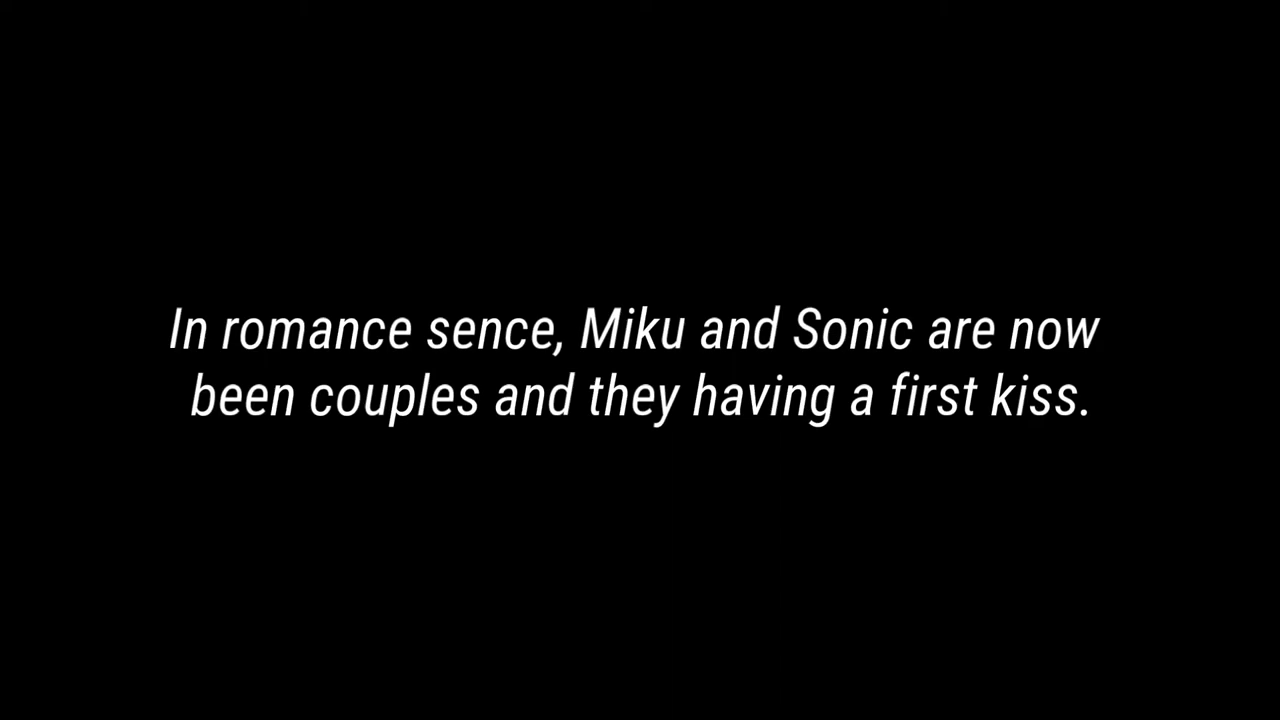 In romance sence, Miku and Sonic are now
been couples and they having a first kiss.